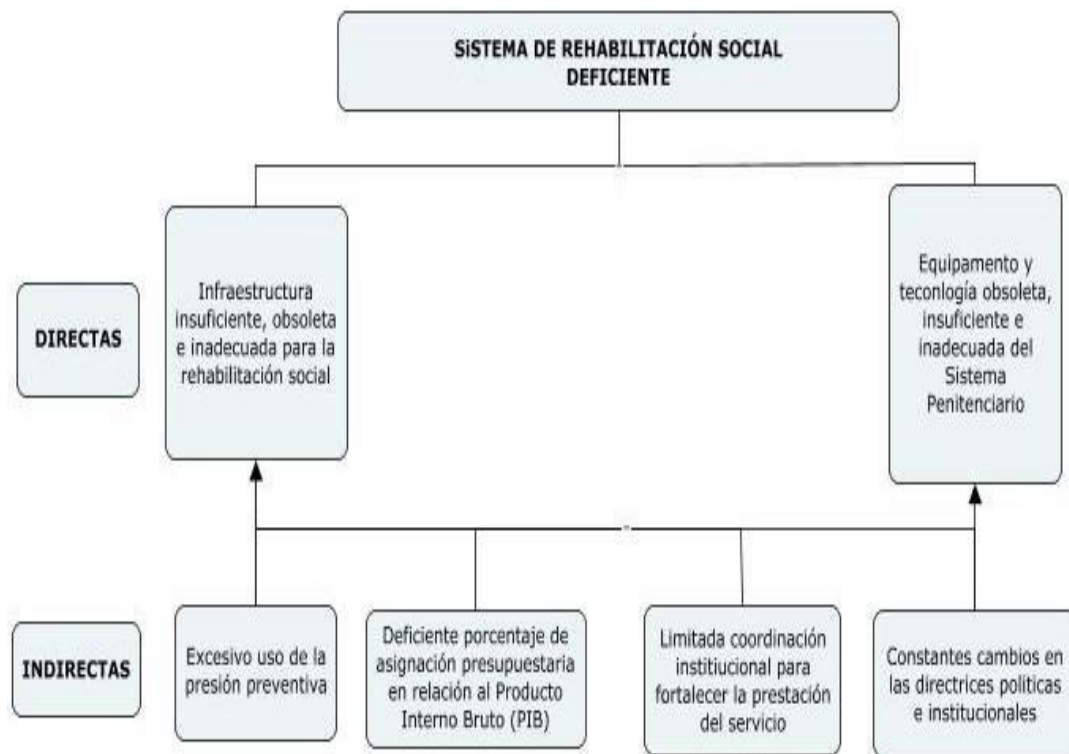 SiSTEMA DE REHABILITACIÓN SOCIAL
DEFICIENTE
DIRECTAS
Infraestructura
insuficiente, obsoleta
e inadecuada para la
rehabilitación social
Equipamento y
teconlogía obsoleta,
insuficiente e
inadecuada del
Sistema
Penitenciario
INDIRECTAS
Excesivo uso de la
presión preventiva
Deficiente porcentaje de
asignación presupuestaria
en relación al Producto
Interno Bruto (PIB)
Limitada coordinación
institiucional para
fortalecer la prestación
del servicio
Constantes cambios en
las directrices políticas
e institucionales